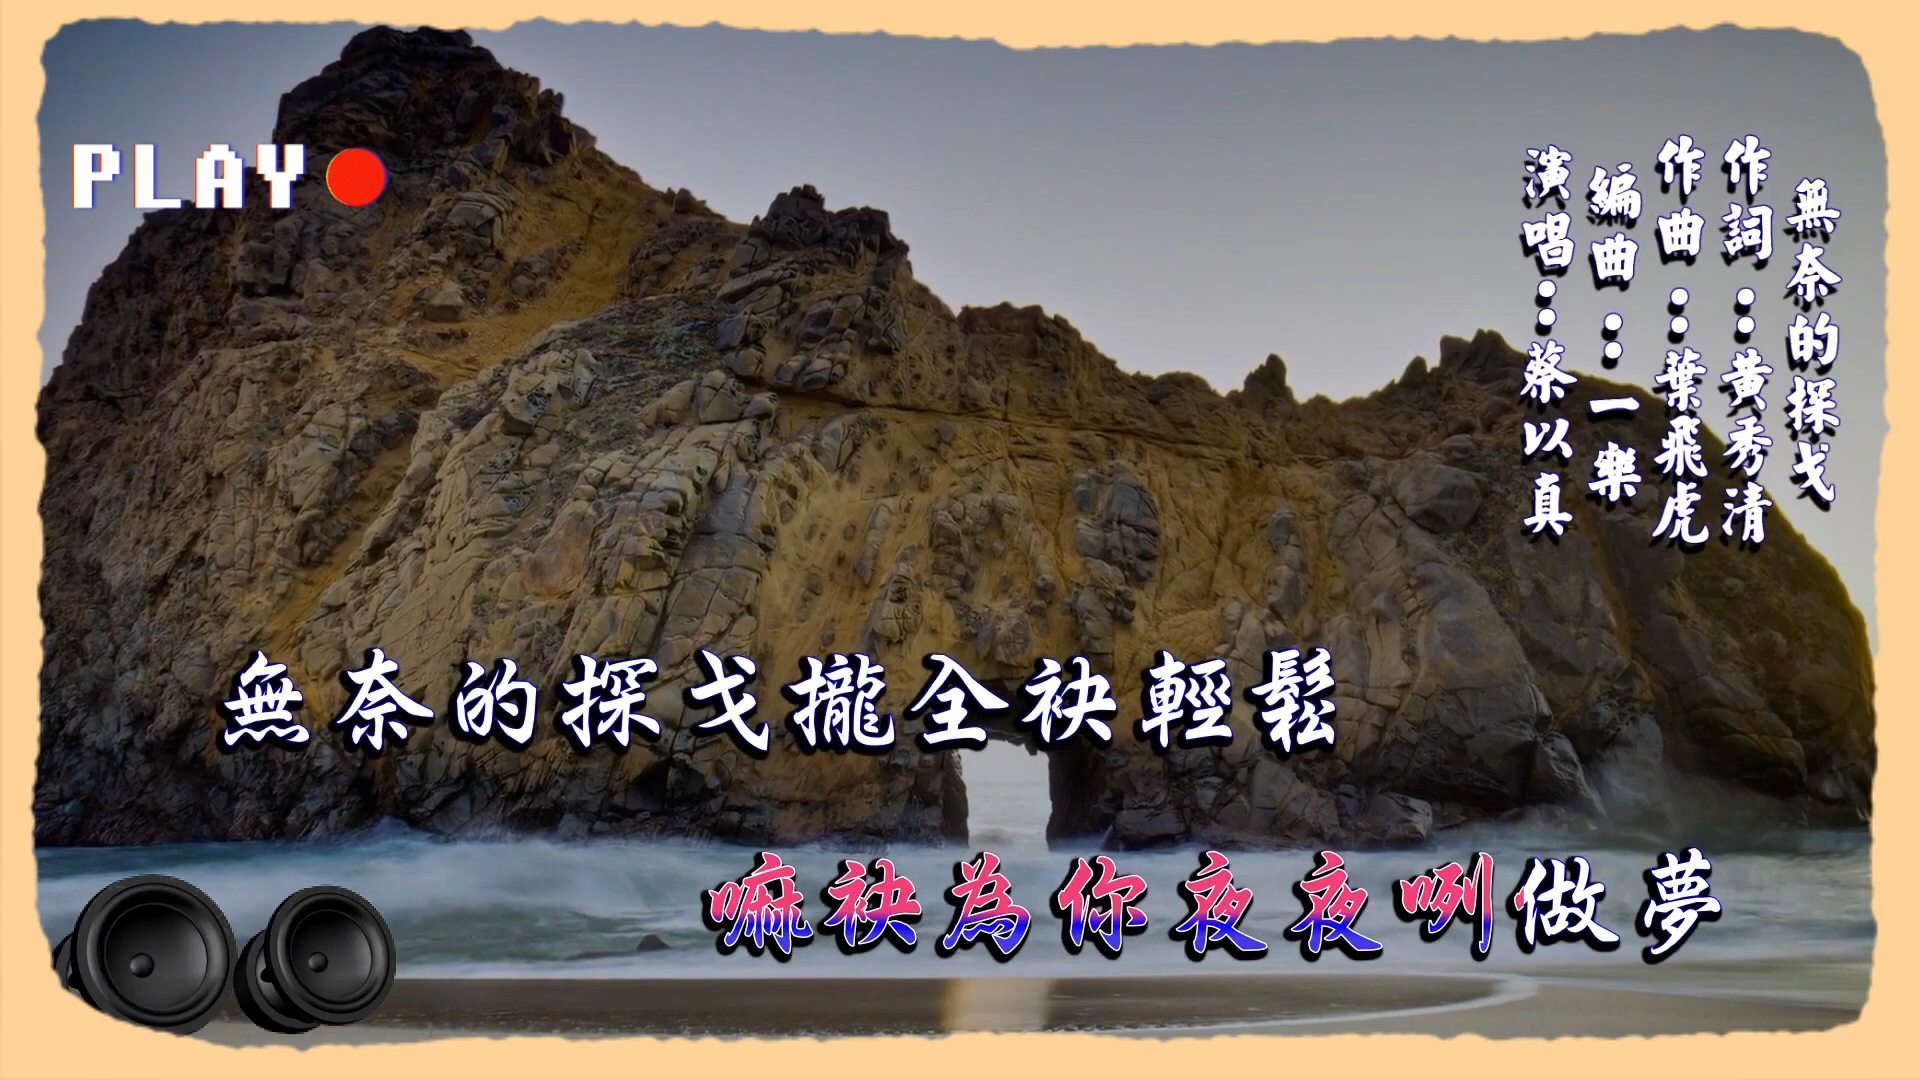 PLAY
無奈的探戈
作詞：黃秀清
作曲：葉飛虎
編曲：一樂
演唱：蔡以真
無奈的探戈攏全袂輕鬆
嘛袂為你夜夜咧做夢